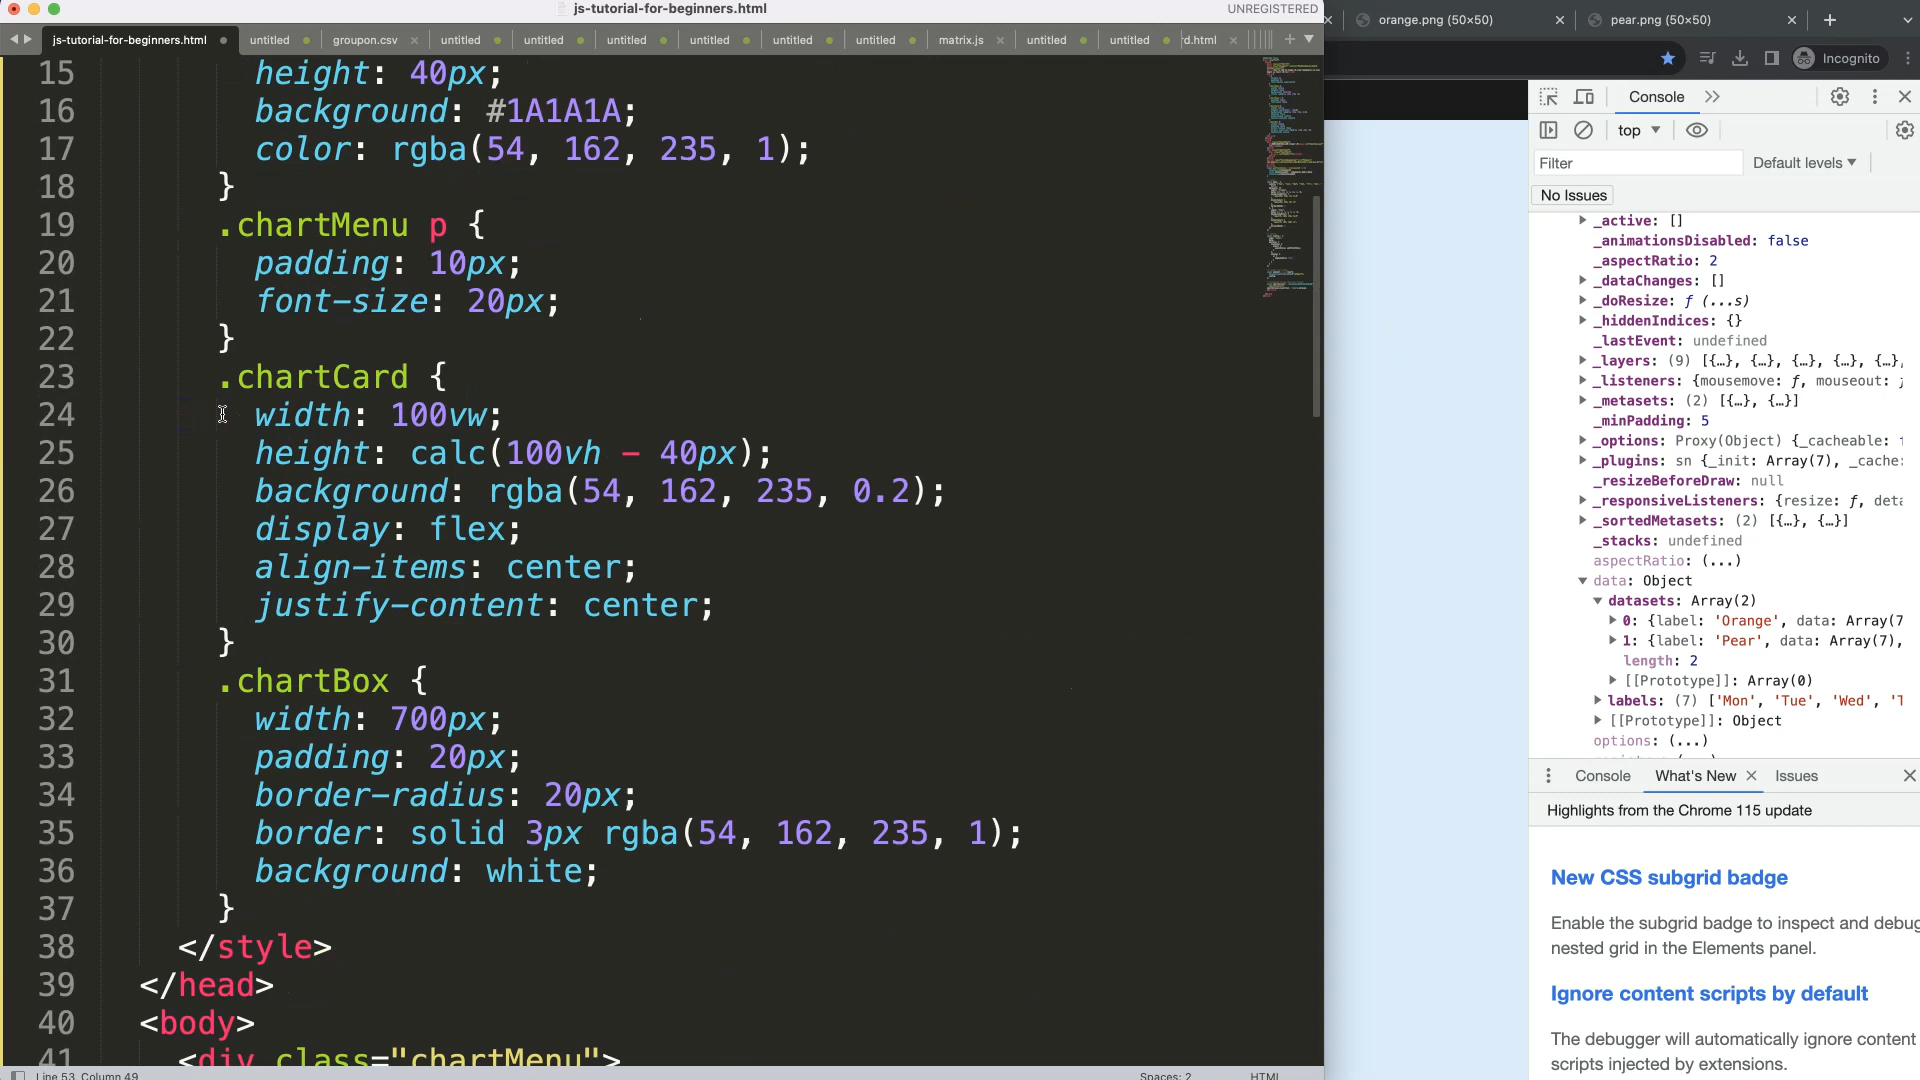 js-tutorial-for-beginners.html
UNREGISTERED
orange.png (50×50)
pear.png (50×50)
js-tutorial-for-beginners.html untitled groupon.csv untitled untitled untitled untitled untitled untitled matrix.js untitled untitled rd.html
Incognito
15 height: 40px;
16 background: #1A1A1A;
17 color: rgba(54, 162, 235, 1);
18 }
19 .chartMenu p {
20 padding: 10px;
21 font-size: 20px;
22 }
23 .chartCard {
24 width: 100vw;
25 height: calc(100vh - 40px);
26 background: rgba(54, 162, 235, 0.2);
27 display: flex;
28 align-items: center;
29 justify-content: center;
30 }
31 .chartBox {
32 width: 700px;
33 padding: 20px;
34 border-radius: 20px;
35 border: solid 3px rgba(54, 162, 235, 1);
36 background: white;
37 }
38 </style>
39 </head>
40 <body>
41 <div class="chartMenu">
Line 53, Column 49
Spaces: 2
HTML
Console
top
Filter
Default levels
No Issues
_active: []
_animationsDisabled: false
_aspectRatio: 2
_dataChanges: []
_doResize: ƒ (...s)
_hiddenIndices: {}
_lastEvent: undefined
_layers: (9) [{…}, {…}, {…}, {…}, {…},
_listeners: {mousemove: ƒ, mouseout:
_metasets: (2) [{…}, {…}]
_minPadding: 5
_options: Proxy(Object) {_cacheable:
_plugins: sn {_init: Array(7), _cache:
_resizeBeforeDraw: null
_responsiveListeners: {resize: ƒ, deta
_sortedMetasets: (2) [{…}, {…}]
_stacks: undefined
aspectRatio: (...)
data: Object
datasets: Array(2)
0: {label: 'Orange', data: Array(7
1: {label: 'Pear', data: Array(7),
length: 2
[[Prototype]]: Array(0)
labels: (7) ['Mon', 'Tue', 'Wed', 'T
[[Prototype]]: Object
options: (...)
Console
What's New
Issues
Highlights from the Chrome 115 update
New CSS subgrid badge
Enable the subgrid badge to inspect and debug
nested grid in the Elements panel.
Ignore content scripts by default
The debugger will automatically ignore content
scripts injected by extensions.